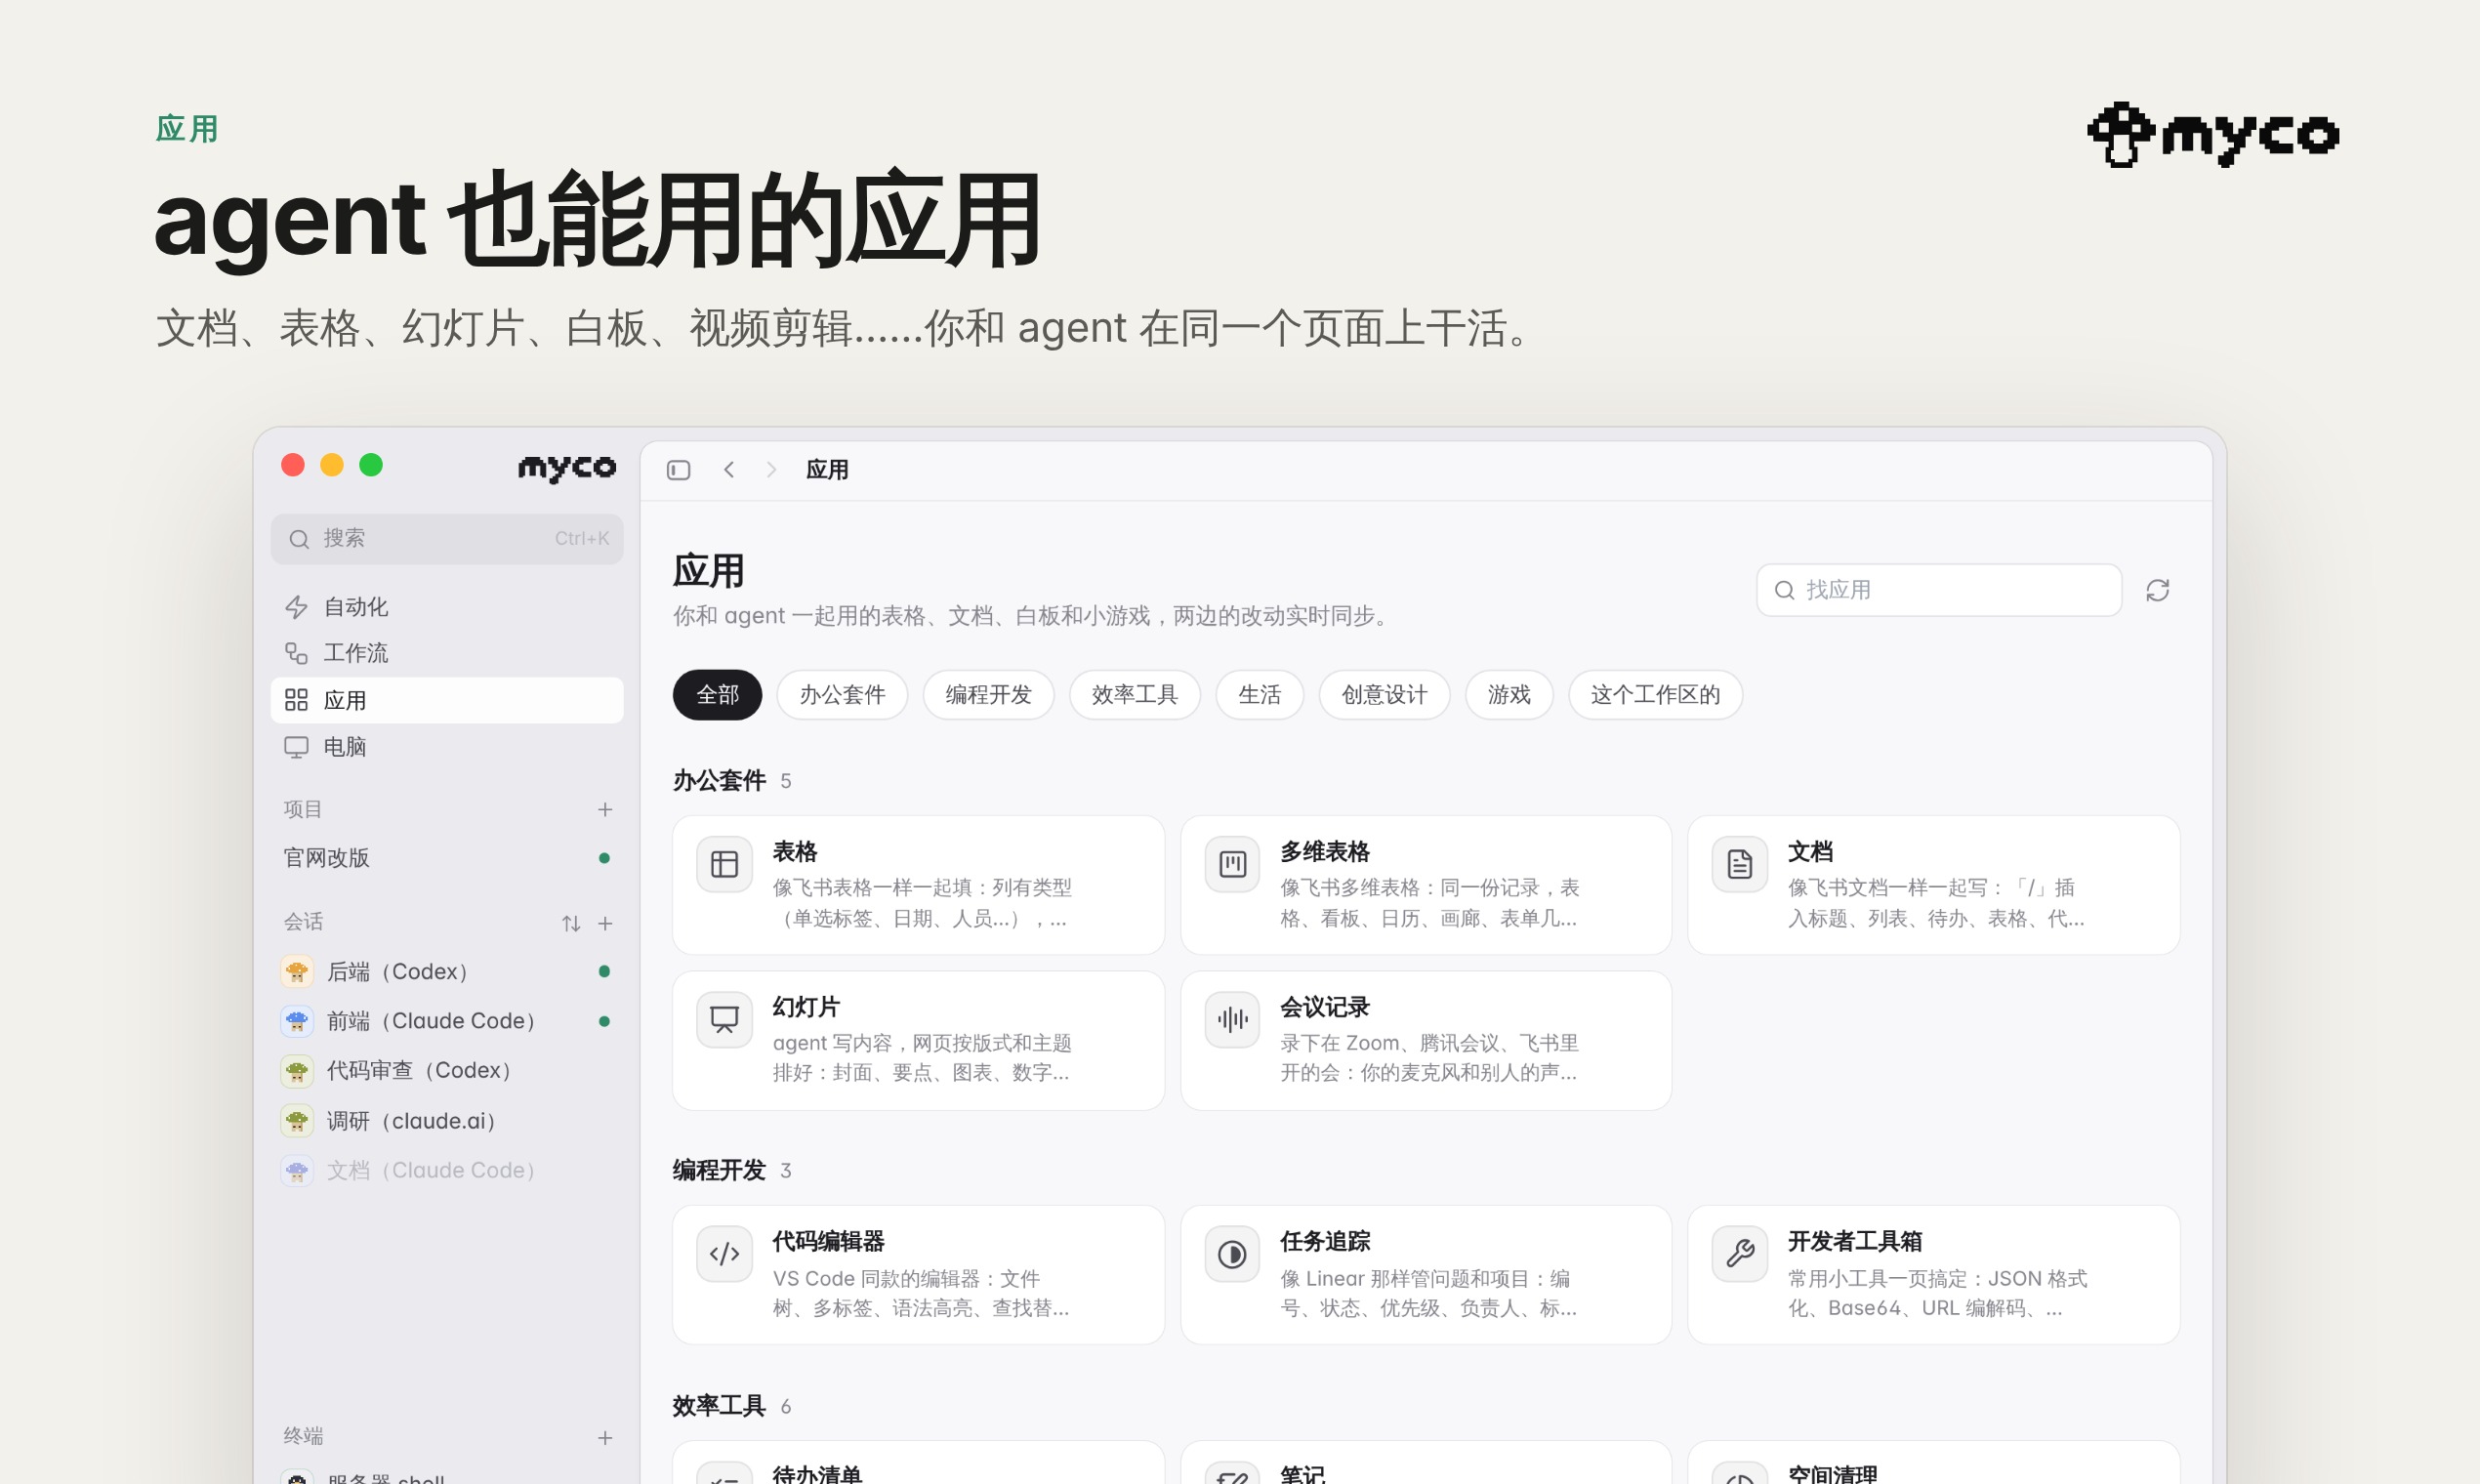 应用
myco
agent 也能用的应用
文档、表格、幻灯片、白板、视频剪辑……你和 agent 在同一个页面上干活。
myco
搜索 Ctrl+K
自动化
工作流
应用
电脑
项目
官网改版
会话
后端（Codex）
前端（Claude Code）
代码审查（Codex）
调研（claude.ai）
文档（Claude Code）
终端
服务器 shell
应用
应用
你和 agent 一起用的表格、文档、白板和小游戏，两边的改动实时同步。
找应用
全部 办公套件 编程开发 效率工具 生活 创意设计 游戏 这个工作区的
办公套件 5
表格
像飞书表格一样一起填：列有类型
（单选标签、日期、人员...），...
多维表格
像飞书多维表格：同一份记录，表
格、看板、日历、画廊、表单几...
文档
像飞书文档一样一起写：「/」插
入标题、列表、待办、表格、代...
幻灯片
agent 写内容，网页按版式和主题
排好：封面、要点、图表、数字...
会议记录
录下在 Zoom、腾讯会议、飞书里
开的会：你的麦克风和别人的声...
编程开发 3
代码编辑器
VS Code 同款的编辑器：文件
树、多标签、语法高亮、查找替...
任务追踪
像 Linear 那样管问题和项目：编
号、状态、优先级、负责人、标...
开发者工具箱
常用小工具一页搞定：JSON 格式
化、Base64、URL 编解码、...
效率工具 6
待办清单
笔记
空间清理